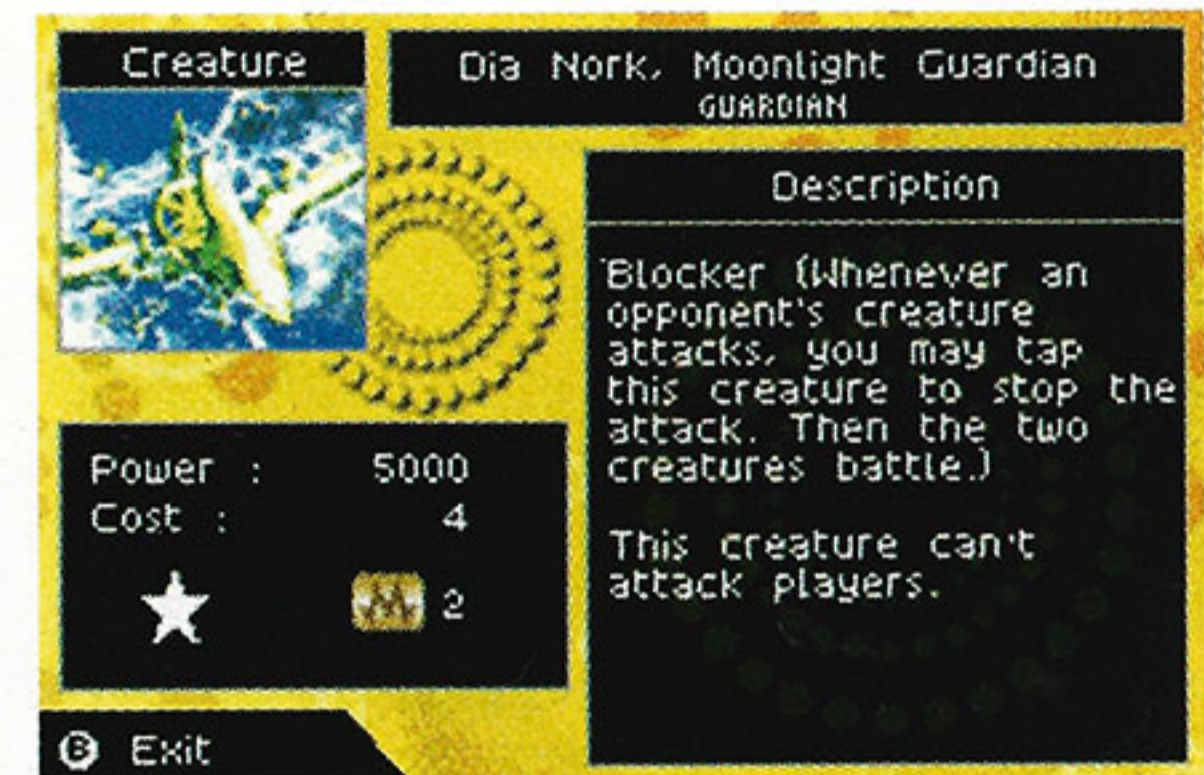 Creature
Dia Nork, Moonlight Guardian
GUARDIAN
Description
Blocker (Whenever an
opponent's creature
attacks, you may tap
this creature to stop the
attack. Then the two
creatures battle.)
This creature can't
attack players.
Power : 5000
Cost : 4
M 2
B Exit